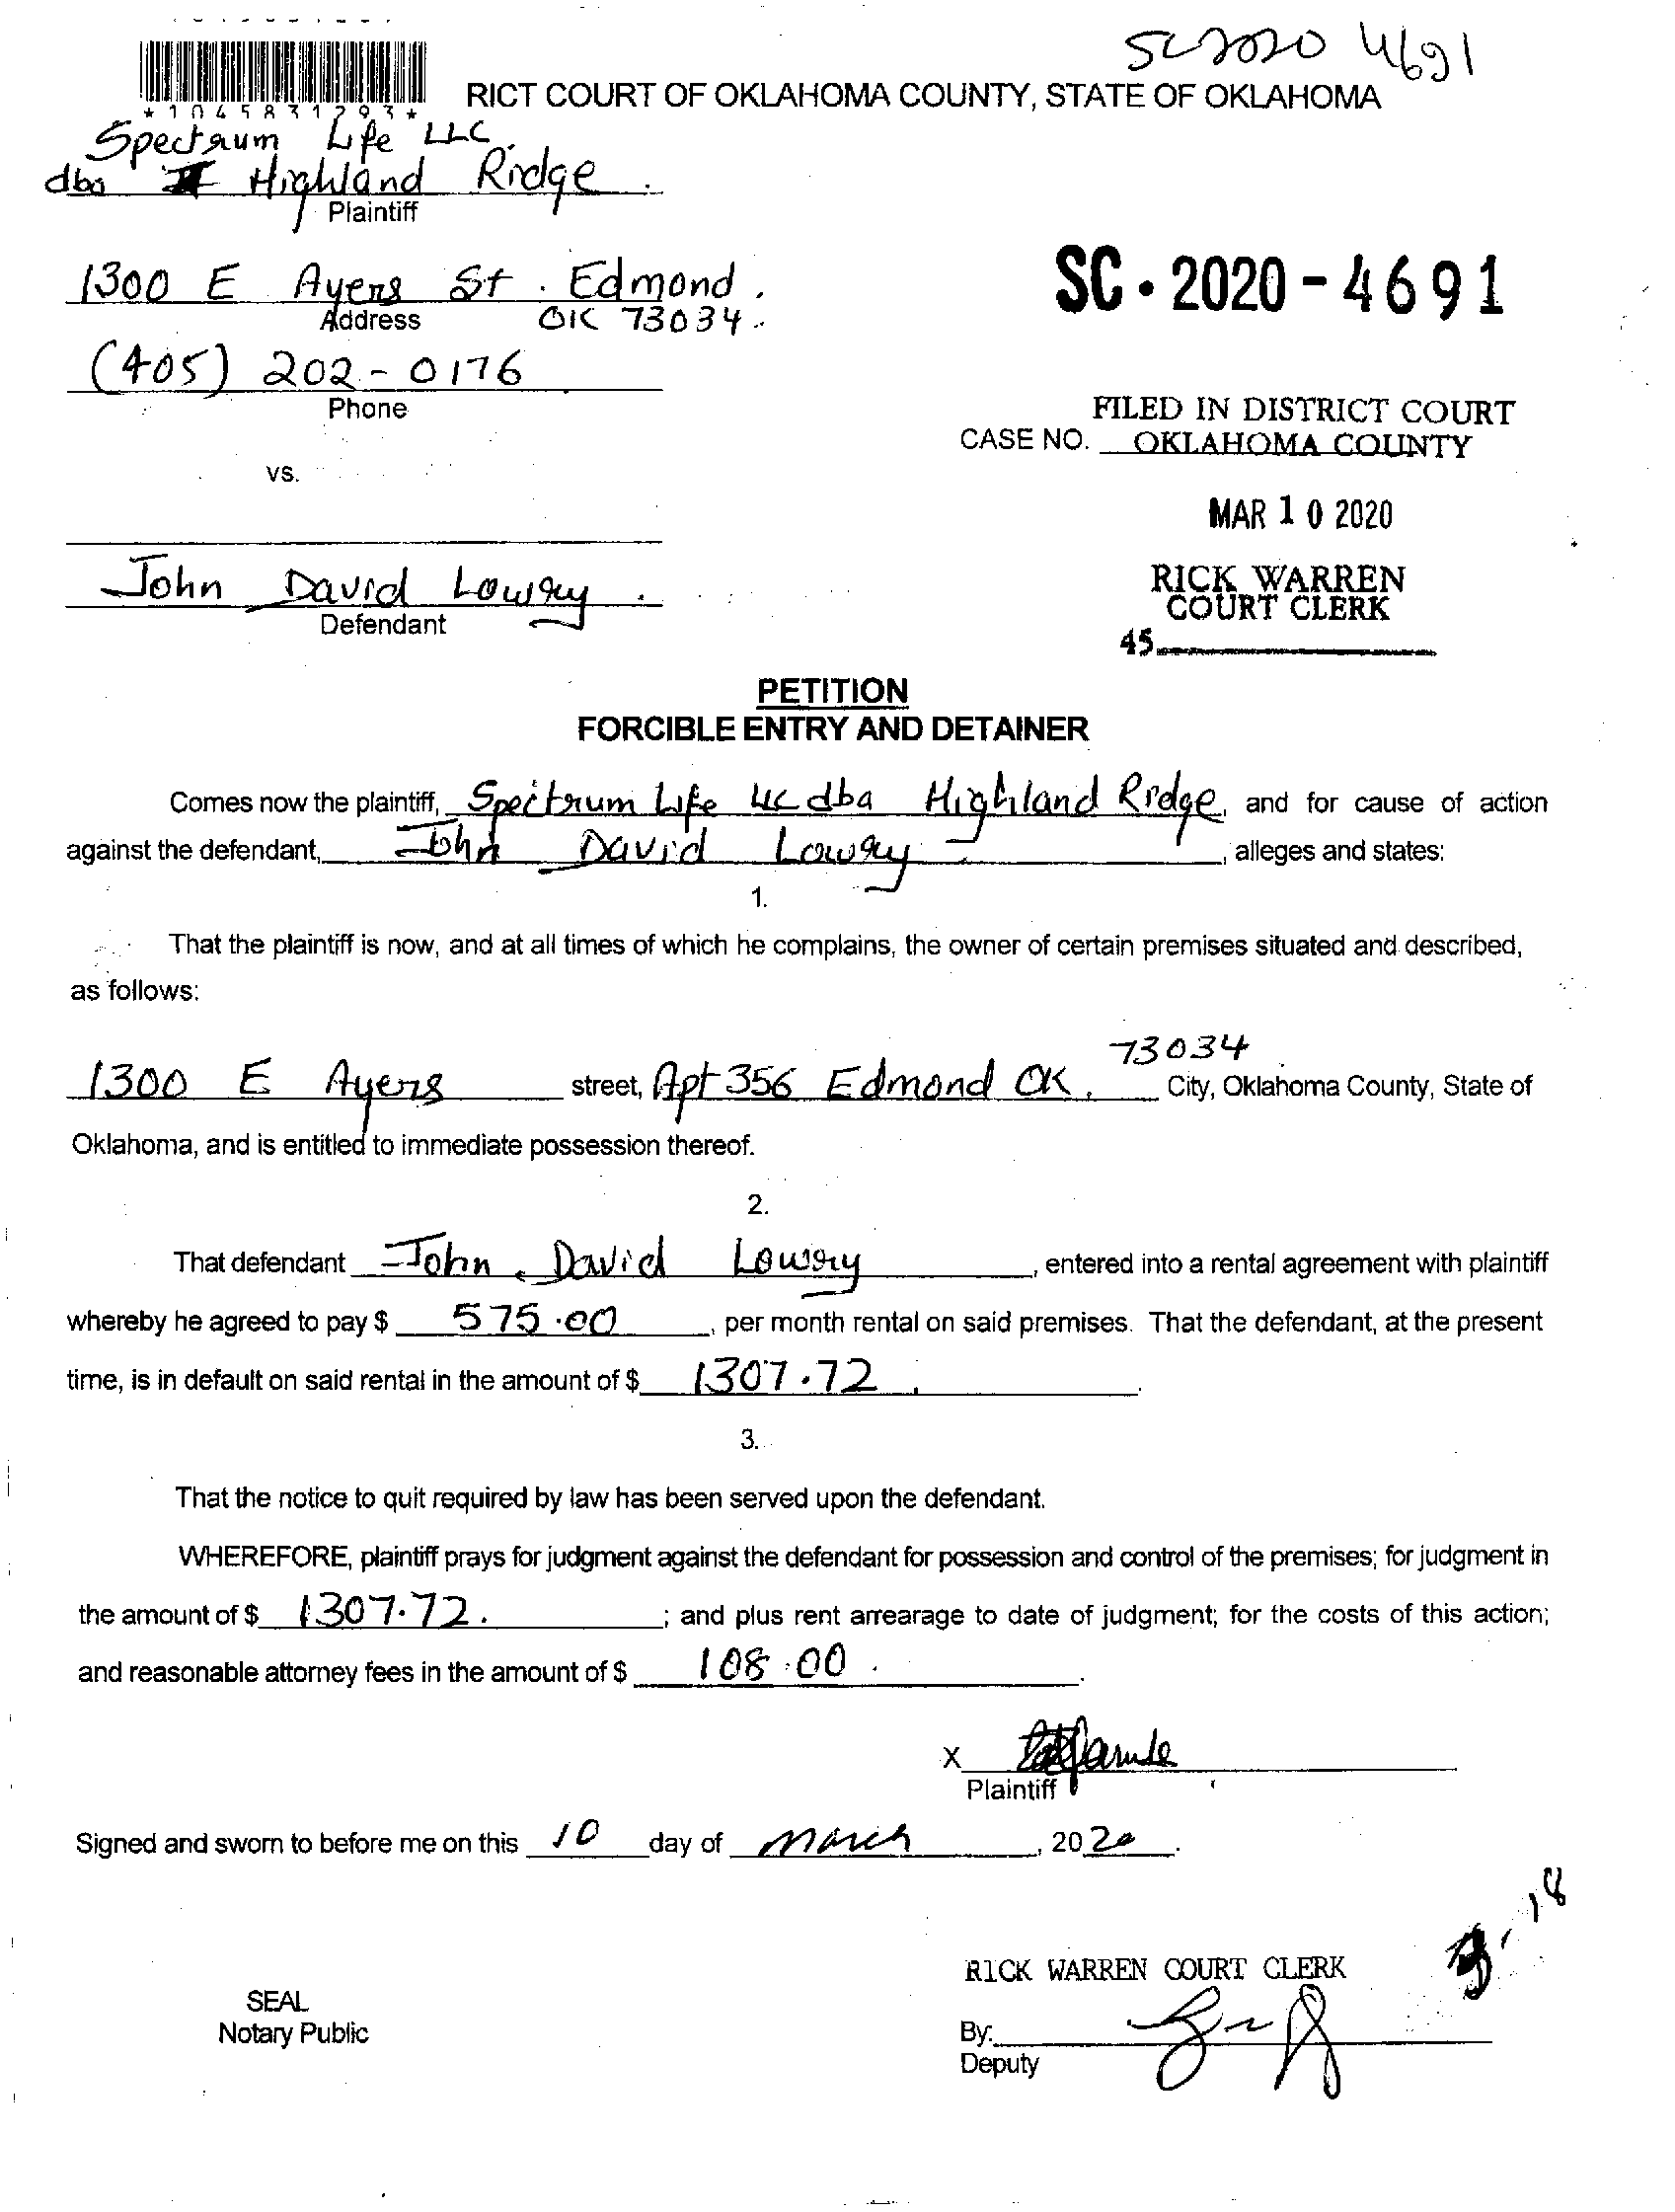 SC2020 4691
*1045831293*
RICT COURT OF OKLAHOMA COUNTY, STATE OF OKLAHOMA
Spectrum Life LLC
dba Highland Ridge.
Plaintiff
1300 E Ayers St. Edmond.
Address OK 73034.
SC-2020-4691
(405) 202-0176
Phone
FILED IN DISTRICT COURT
CASE NO. OKLAHOMA COUNTY
vs.
MAR 10 2020
John David Lowry.
Defendant
RICK WARREN
COURT CLERK
45
PETITION
FORCIBLE ENTRY AND DETAINER
Comes now the plaintiff, Spectrum Life LLC dba Highland Ridge, and for cause of action
against the defendant, John David Lowry, alleges and states:
1.
That the plaintiff is now, and at all times of which he complains, the owner of certain premises situated and described,
as follows:
1300 E Ayers street, Apt 356 Edmond OK, 73034 City, Oklahoma County, State of
Oklahoma, and is entitled to immediate possession thereof.
2.
That defendant John David Lowry, entered into a rental agreement with plaintiff
whereby he agreed to pay $ 575.00, per month rental on said premises. That the defendant, at the present
time, is in default on said rental in the amount of $ 1307.72.
3.
That the notice to quit required by law has been served upon the defendant.
WHEREFORE, plaintiff prays for judgment against the defendant for possession and control of the premises; for judgment in
the amount of $ 1307.72. ; and plus rent arrearage to date of judgment; for the costs of this action;
and reasonable attorney fees in the amount of $ 108.00.
X
Plaintiff
Signed and sworn to before me on this 10 day of March, 2020.
RICK WARREN COURT CLERK
SEAL
Notary Public
By:
Deputy